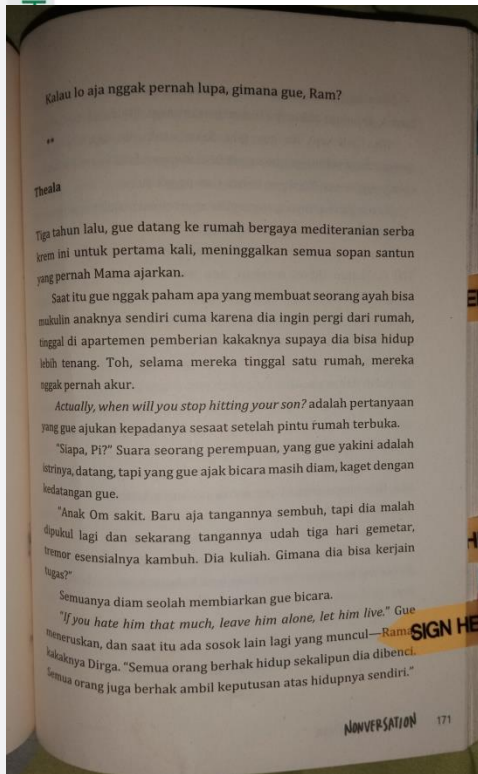 Kalau lo aja nggak pernah lupa, gimana gue, Ram?
**
Theala
Tiga tahun lalu, gue datang ke rumah bergaya mediteranian serba
krem ini untuk pertama kali, meninggalkan semua sopan santun
yang pernah Mama ajarkan.
Saat itu gue nggak paham apa yang membuat seorang ayah bisa
mukulin anaknya sendiri cuma karena dia ingin pergi dari rumah,
tinggal di apartemen pemberian kakaknya supaya dia bisa hidup
lebih tenang. Toh, selama mereka tinggal satu rumah, mereka
nggak pernah akur.
Actually, when will you stop hitting your son? adalah pertanyaan
yang gue ajukan kepadanya sesaat setelah pintu rumah terbuka.
"Siapa, Pi?" Suara seorang perempuan, yang gue yakini adalah
istrinya, datang, tapi yang gue ajak bicara masih diam, kaget dengan
kedatangan gue.
"Anak Om sakit. Baru aja tangannya sembuh, tapi dia malah
dipukul lagi dan sekarang tangannya udah tiga hari gemetar,
tremor esensialnya kambuh. Dia kuliah. Gimana dia bisa kerjain
tugas?"
Semuanya diam seolah membiarkan gue bicara.
"If you hate him that much, leave him alone, let him live." Gue
meneruskan, dan saat itu ada sosok lain lagi yang muncul—Rama
SIGN HE
kakaknya Dirga. "Semua orang berhak hidup sekalipun dia dibenci.
Semua orang juga berhak ambil keputusan atas hidupnya sendiri."
NONVERSATION 171